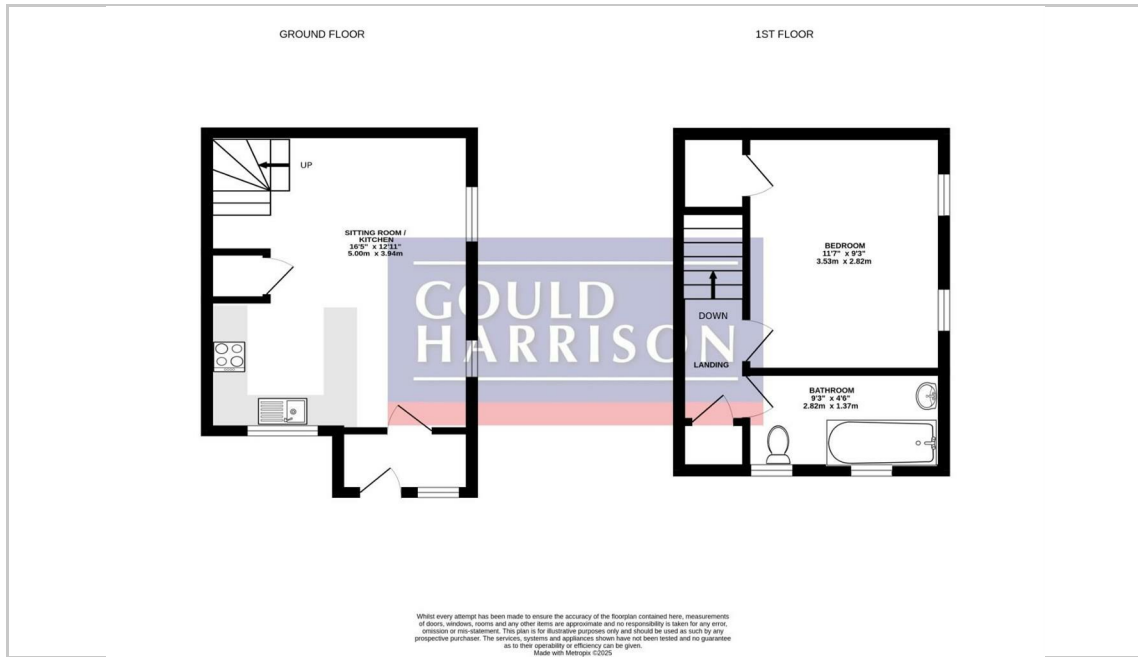 GROUND FLOOR
1ST FLOOR
UP
SITTING ROOM /
KITCHEN
16'5" x 12'11"
5.00m x 3.94m
BEDROOM
11'7" x 9'3"
3.53m x 2.82m
DOWN
LANDING
BATHROOM
9'3" x 4'6"
2.82m x 1.37m
GOULD
HARRISON
Whilst every attempt has been made to ensure the accuracy of the floorplan contained here, measurements
of doors, windows, rooms and any other items are approximate and no responsibility is taken for any error,
omission or mis-statement. This plan is for illustrative purposes only and should be used as such by any
prospective purchaser. The services, systems and appliances shown have not been tested and no guarantee
as to their operability or efficiency can be given.
Made with Metropix ©2025